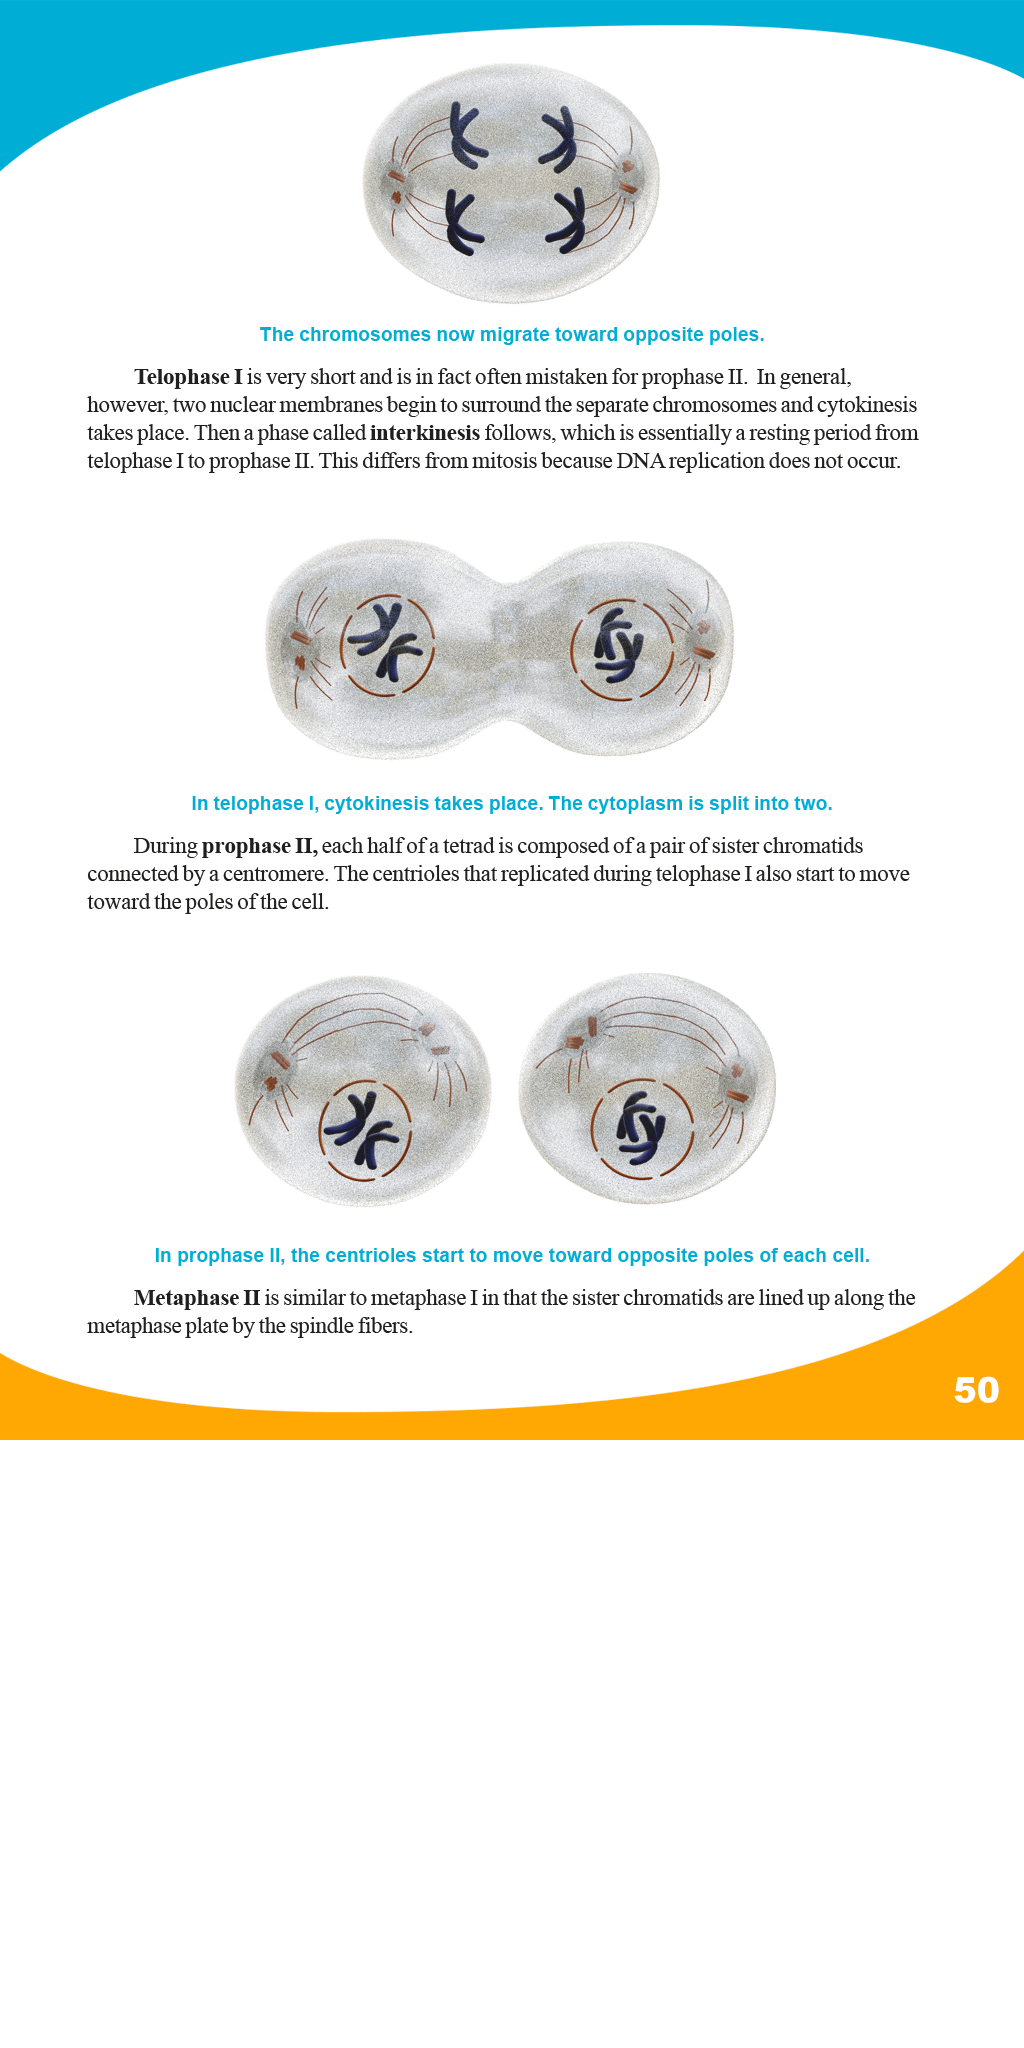 The chromosomes now migrate toward opposite poles.
Telophase I is very short and is in fact often mistaken for prophase II.  In general,
however, two nuclear membranes begin to surround the separate chromosomes and cytokinesis
takes place. Then a phase called interkinesis follows, which is essentially a resting period from
telophase I to prophase II. This differs from mitosis because DNA replication does not occur.
In telophase I, cytokinesis takes place. The cytoplasm is split into two.
During prophase II, each half of a tetrad is composed of a pair of sister chromatids
connected by a centromere. The centrioles that replicated during telophase I also start to move
toward the poles of the cell.
In prophase II, the centrioles start to move toward opposite poles of each cell.
Metaphase II is similar to metaphase I in that the sister chromatids are lined up along the
metaphase plate by the spindle fibers.
50